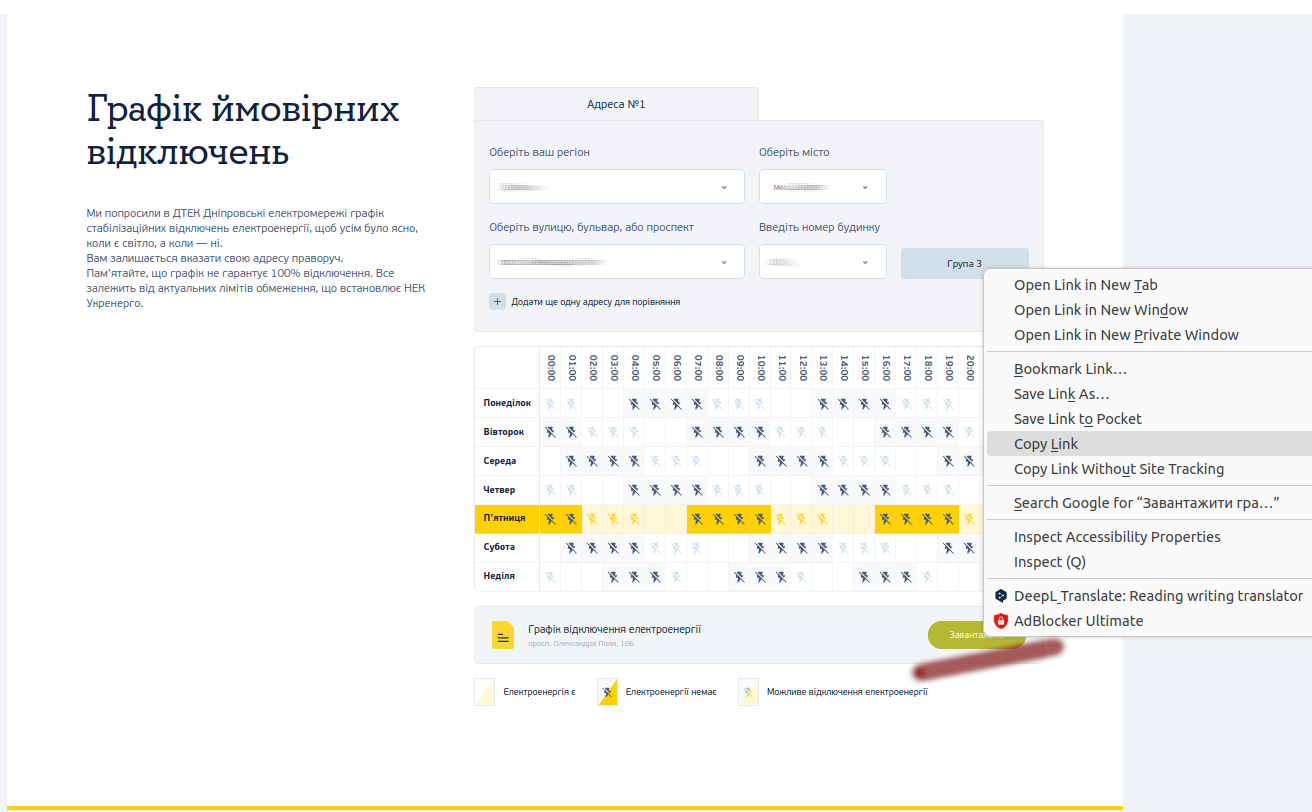 Графік ймовірних
відключень
Ми попросили в ДТЕК Дніпровські електромережі графік
стабілізаційних відключень електроенергії, щоб усім було ясно,
коли є світло, а коли — ні.
Вам залишається вказати свою адресу праворуч.
Пам'ятайте, що графік не гарантує 100% відключення. Все
залежить від актуальних лімітів обмеження, що встановлює НЕК
Укренерго.
Адреса №1
Оберіть ваш регіон
Оберіть місто
Оберіть вулицю, бульвар, або проспект
Введіть номер будинку
Група 3
+ Додати ще одну адресу для порівняння
00:00 01:00 02:00 03:00 04:00 05:00 06:00 07:00 08:00 09:00 10:00 11:00 12:00 13:00 14:00 15:00 16:00 17:00 18:00 19:00 20:00
Понеділок
Вівторок
Середа
Четвер
П'ятниця
Субота
Неділя
Графік відключення електроенергії
просп. Олександра Поля, 106
Електроенергія є
Електроенергії немає
Можливе відключення електроенергії
Open Link in New Tab
Open Link in New Window
Open Link in New Private Window
Bookmark Link…
Save Link As…
Save Link to Pocket
Copy Link
Copy Link Without Site Tracking
Search Google for “Завантажити гра…”
Inspect Accessibility Properties
Inspect (Q)
DeepL Translate: Reading writing translator
AdBlocker Ultimate